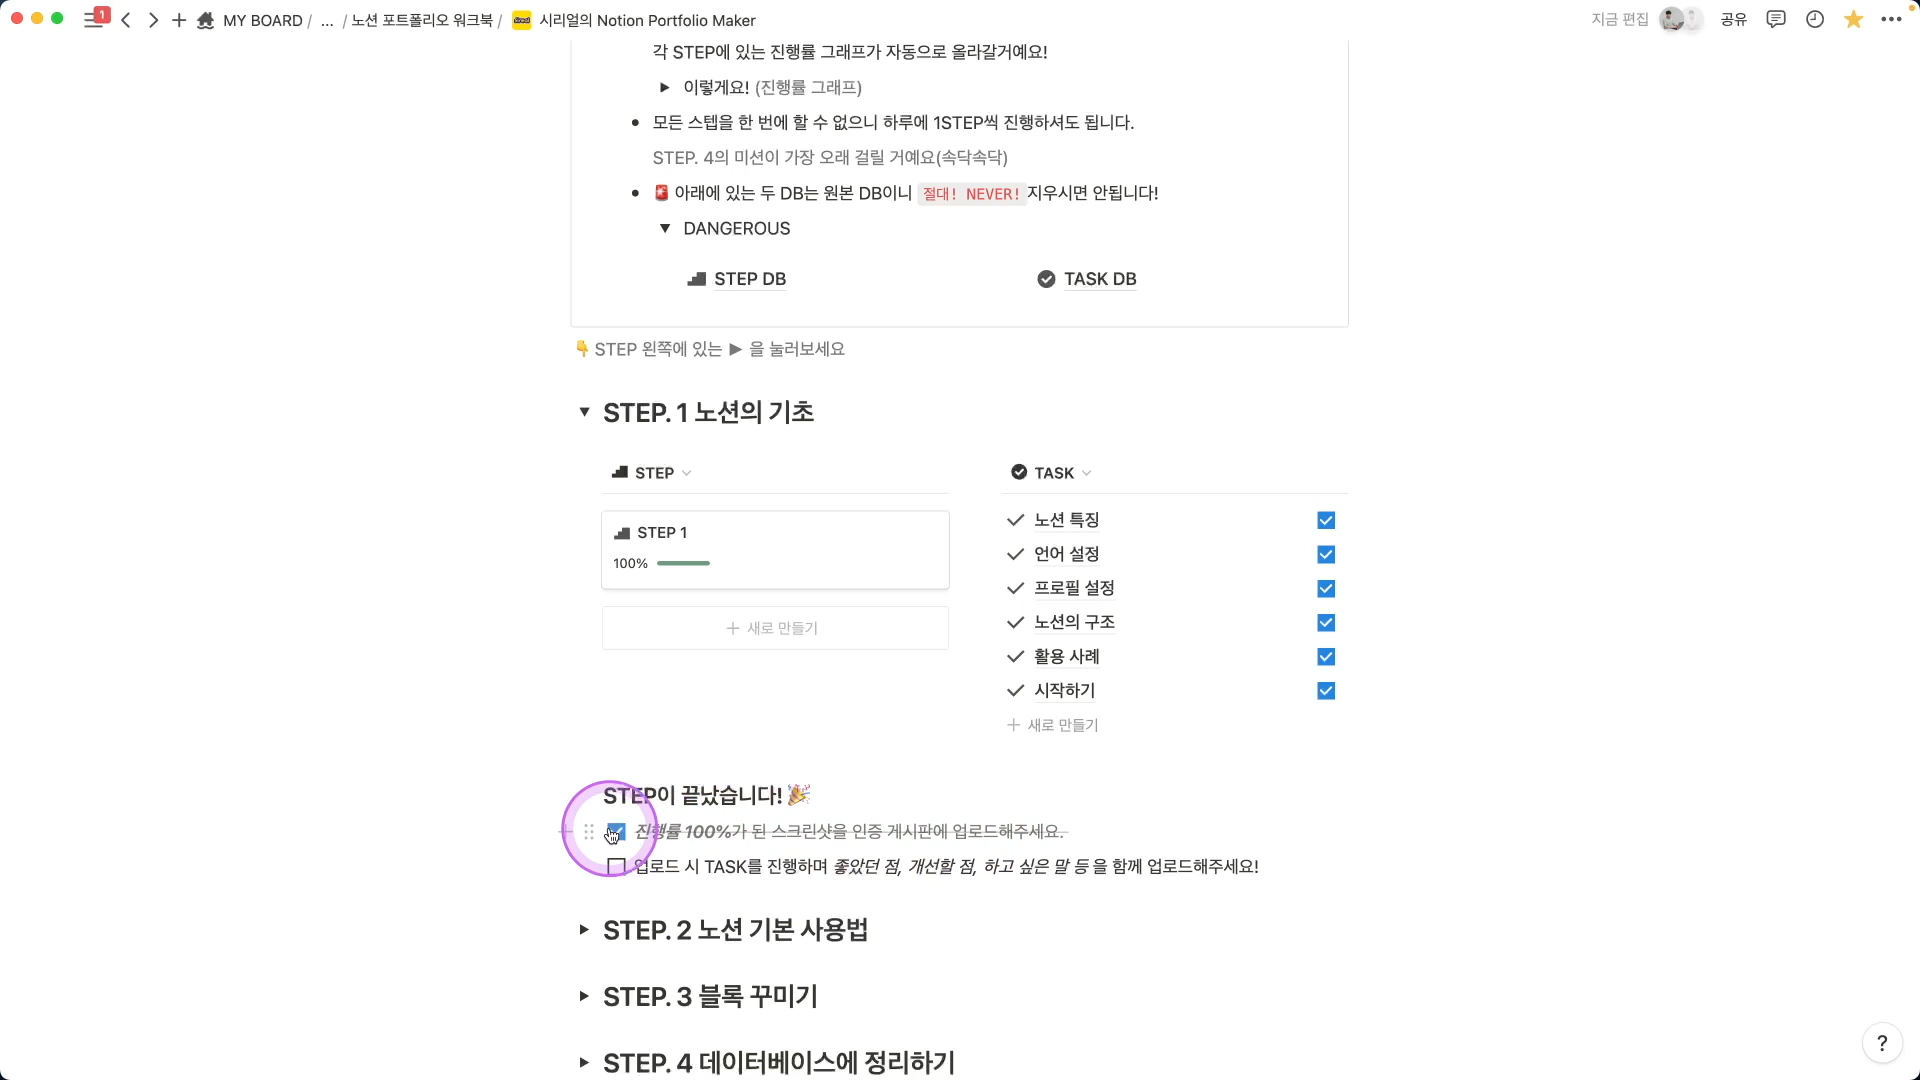 1
MY BOARD / ... / 노션 포트폴리오 워크북 / 시리얼의 Notion Portfolio Maker
지금 편집 공유
각 STEP에 있는 진행률 그래프가 자동으로 올라갈거예요!
▶ 이렇게요! (진행률 그래프)
• 모든 스텝을 한 번에 할 수 없으니 하루에 1STEP씩 진행하셔도 됩니다.
STEP. 4의 미션이 가장 오래 걸릴 거예요(속닥속닥)
• 🚨 아래에 있는 두 DB는 원본 DB이니 절대! NEVER! 지우시면 안됩니다!
▼ DANGEROUS
STEP DB
TASK DB
👇 STEP 왼쪽에 있는 ▶ 을 눌러보세요
▼ STEP. 1 노션의 기초
STEP
STEP 1
100%
+ 새로 만들기
TASK
노션 특징
언어 설정
프로필 설정
노션의 구조
활용 사례
시작하기
+ 새로 만들기
STEP이 끝났습니다! 🎉
진행률 100%가 된 스크린샷을 인증 게시판에 업로드해주세요.
업로드 시 TASK를 진행하며 좋았던 점, 개선할 점, 하고 싶은 말 등 을 함께 업로드해주세요!
▶ STEP. 2 노션 기본 사용법
▶ STEP. 3 블록 꾸미기
▶ STEP. 4 데이터베이스에 정리하기
?